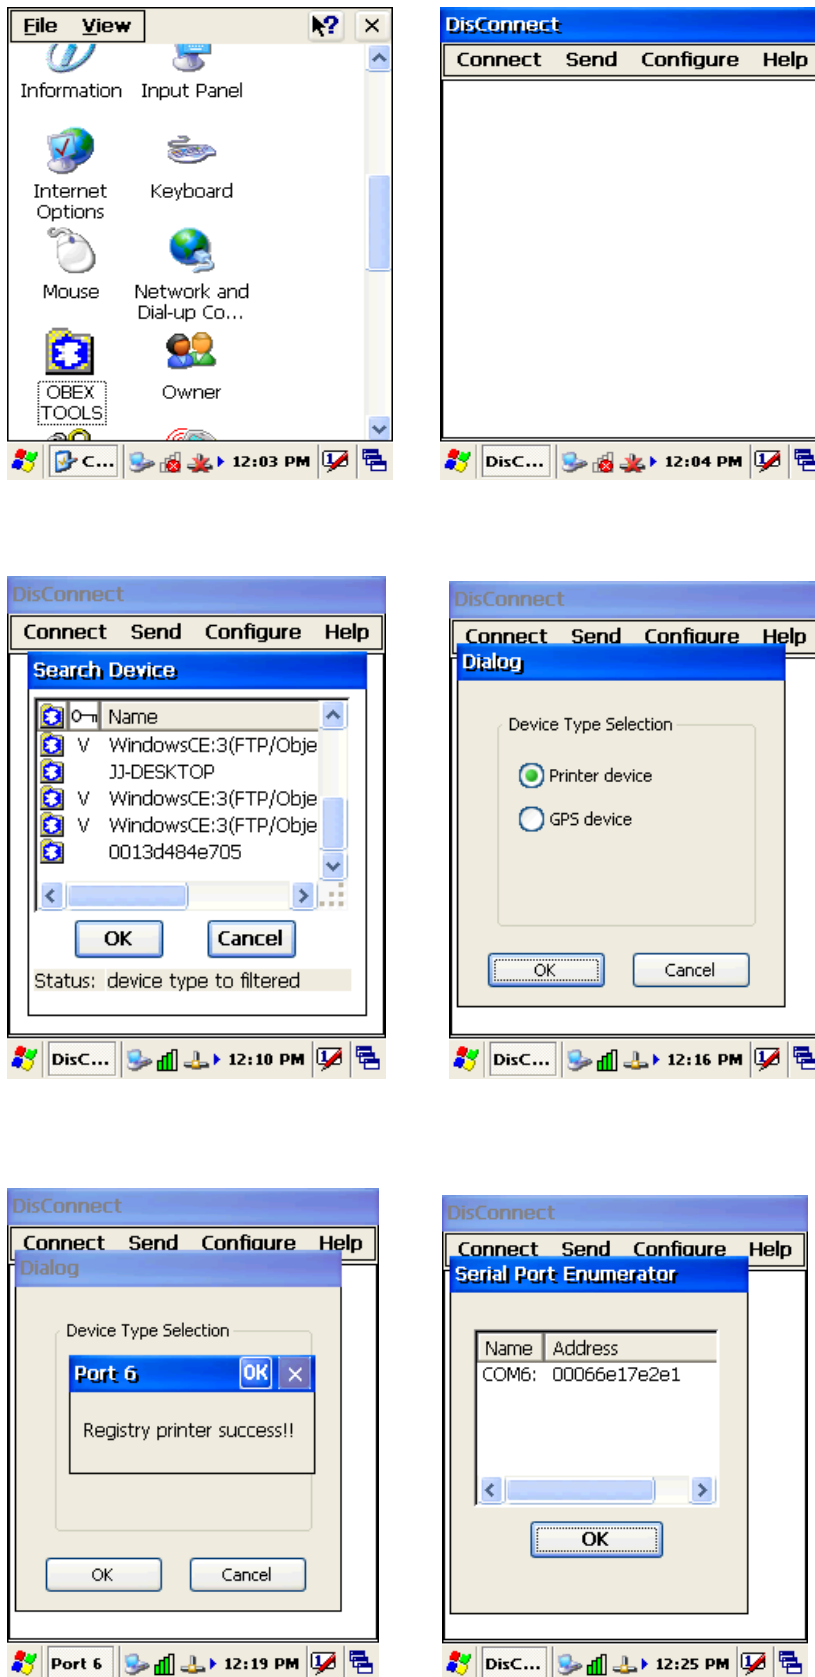 File View
Information Input Panel
Internet Options Keyboard
Mouse Network and Dial-up Co...
OBEX TOOLS Owner
C... 12:03 PM
DisConnect
Connect Send Configure Help
DisC... 12:04 PM
DisConnect
Connect Send Configure Help
Search Device
Name
V WindowsCE:3(FTP/Obje
JJ-DESKTOP
V WindowsCE:3(FTP/Obje
V WindowsCE:3(FTP/Obje
0013d484e705
OK Cancel
Status: device type to filtered
DisC... 12:10 PM
DisConnect
Connect Send Configure Help
Dialog
Device Type Selection
Printer device
GPS device
OK Cancel
DisC... 12:16 PM
DisConnect
Connect Send Configure Help
Dialog
Device Type Selection
Port 6 OK
Registry printer success!!
OK Cancel
Port 6 12:19 PM
DisConnect
Connect Send Configure Help
Serial Port Enumerator
Name Address
COM6: 00066e17e2e1
OK
DisC... 12:25 PM